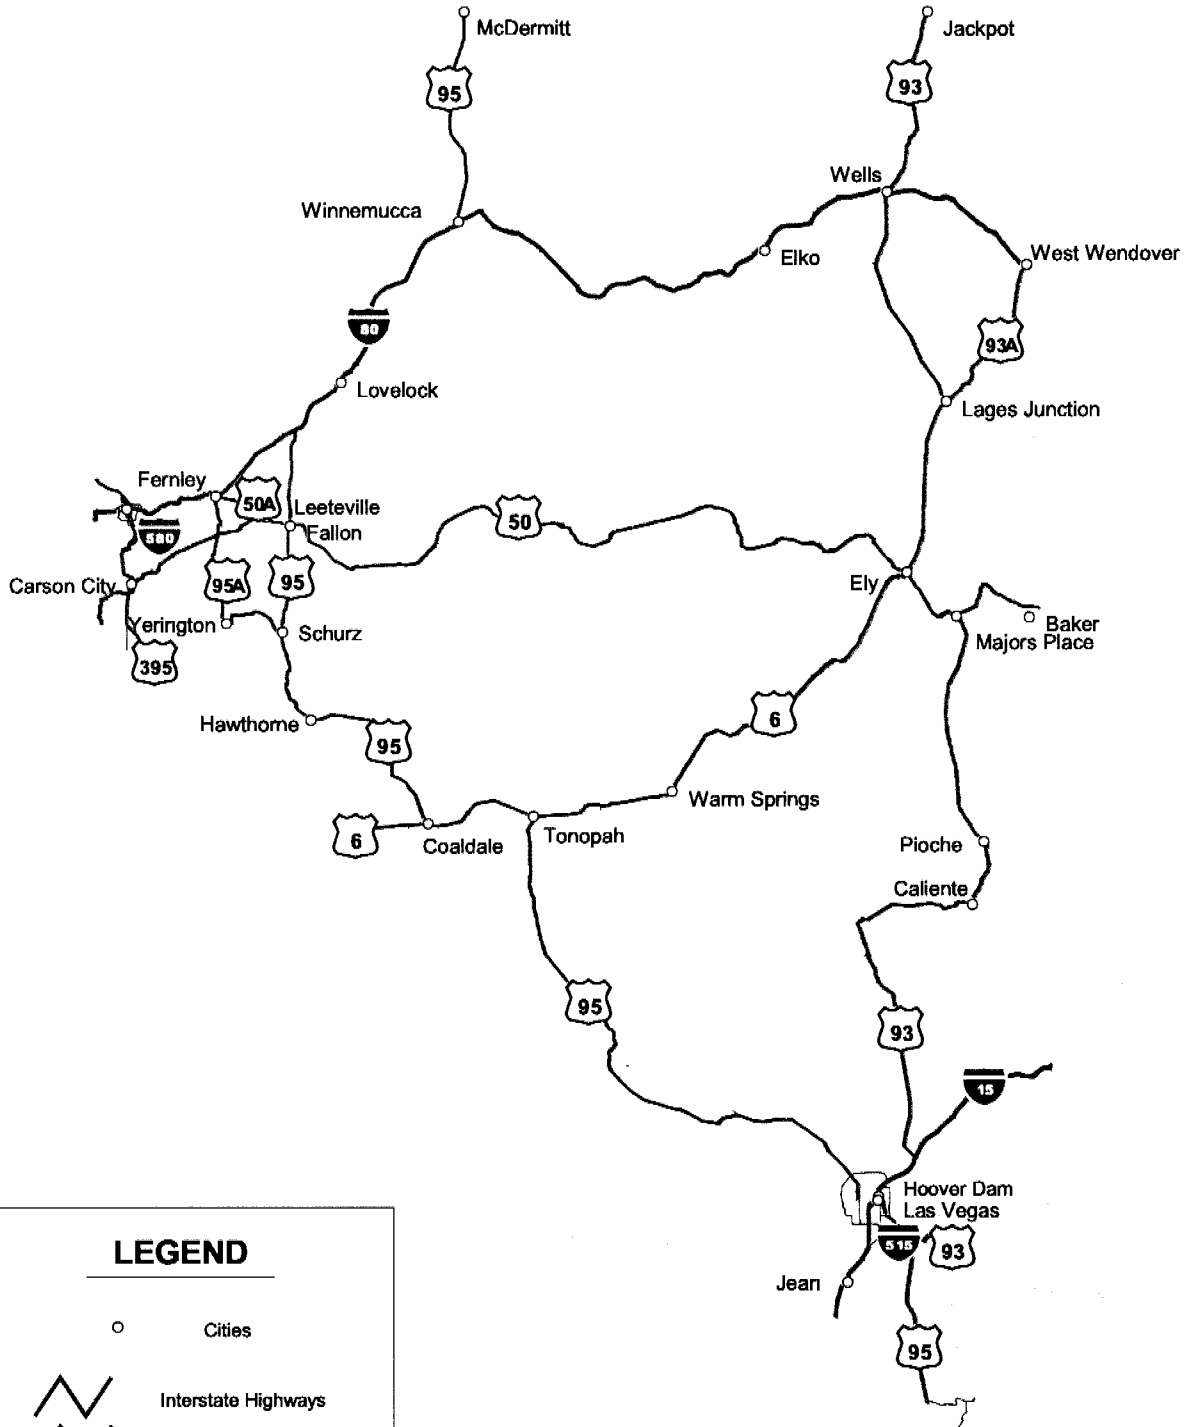 McDermitt
Jackpot
95
93
Wells
Winnemucca
West Wendover
Elko
80
93A
Lovelock
Lages Junction
Fernley
50A
Leeteville
50
580
Fallon
Ely
Carson City
95A
95
Yerington
Schurz
Baker
Majors Place
395
Hawthorne
6
95
Warm Springs
6
Coaldale
Tonopah
Pioche
Caliente
95
93
15
Hoover Dam
Las Vegas
515
93
Jean
95
LEGEND
Cities
Interstate Highways